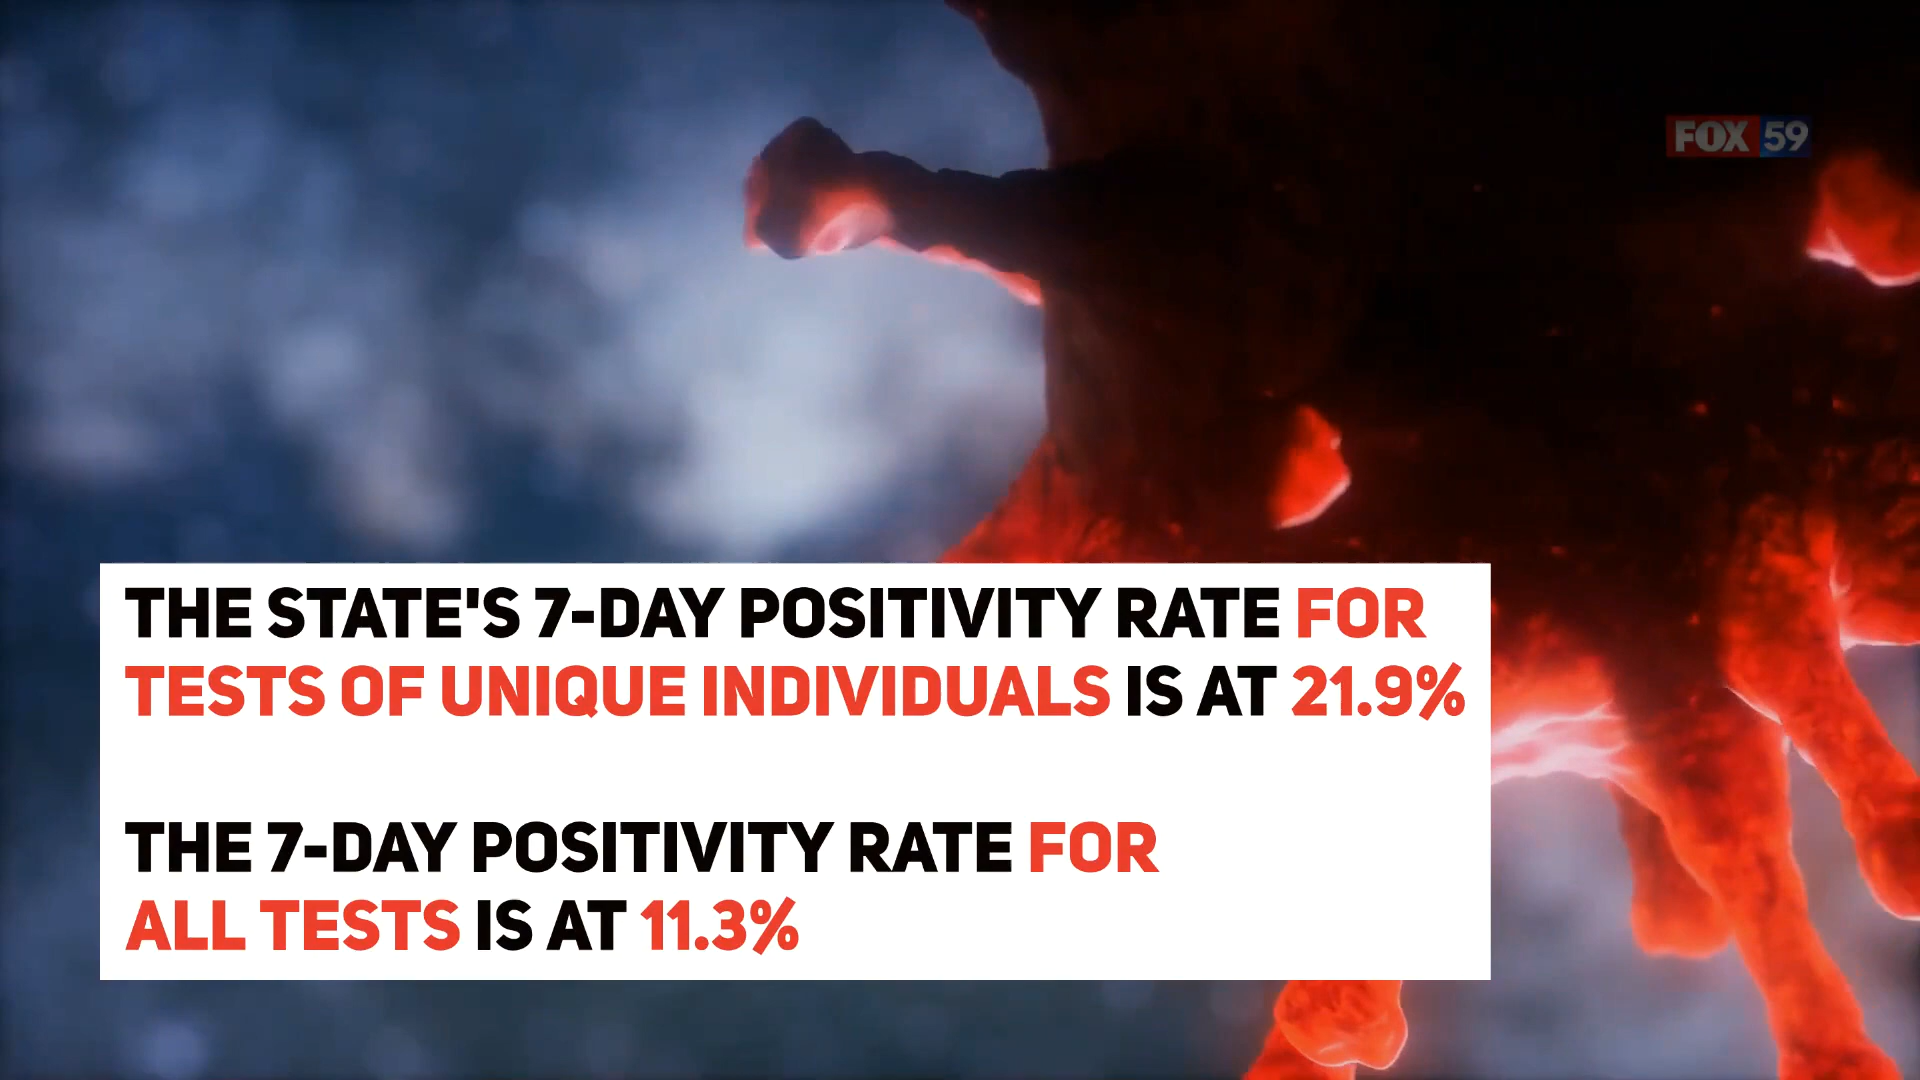 FOX 59
THE STATE'S 7-DAY POSITIVITY RATE FOR
TESTS OF UNIQUE INDIVIDUALS IS AT 21.9%
THE 7-DAY POSITIVITY RATE FOR
ALL TESTS IS AT 11.3%